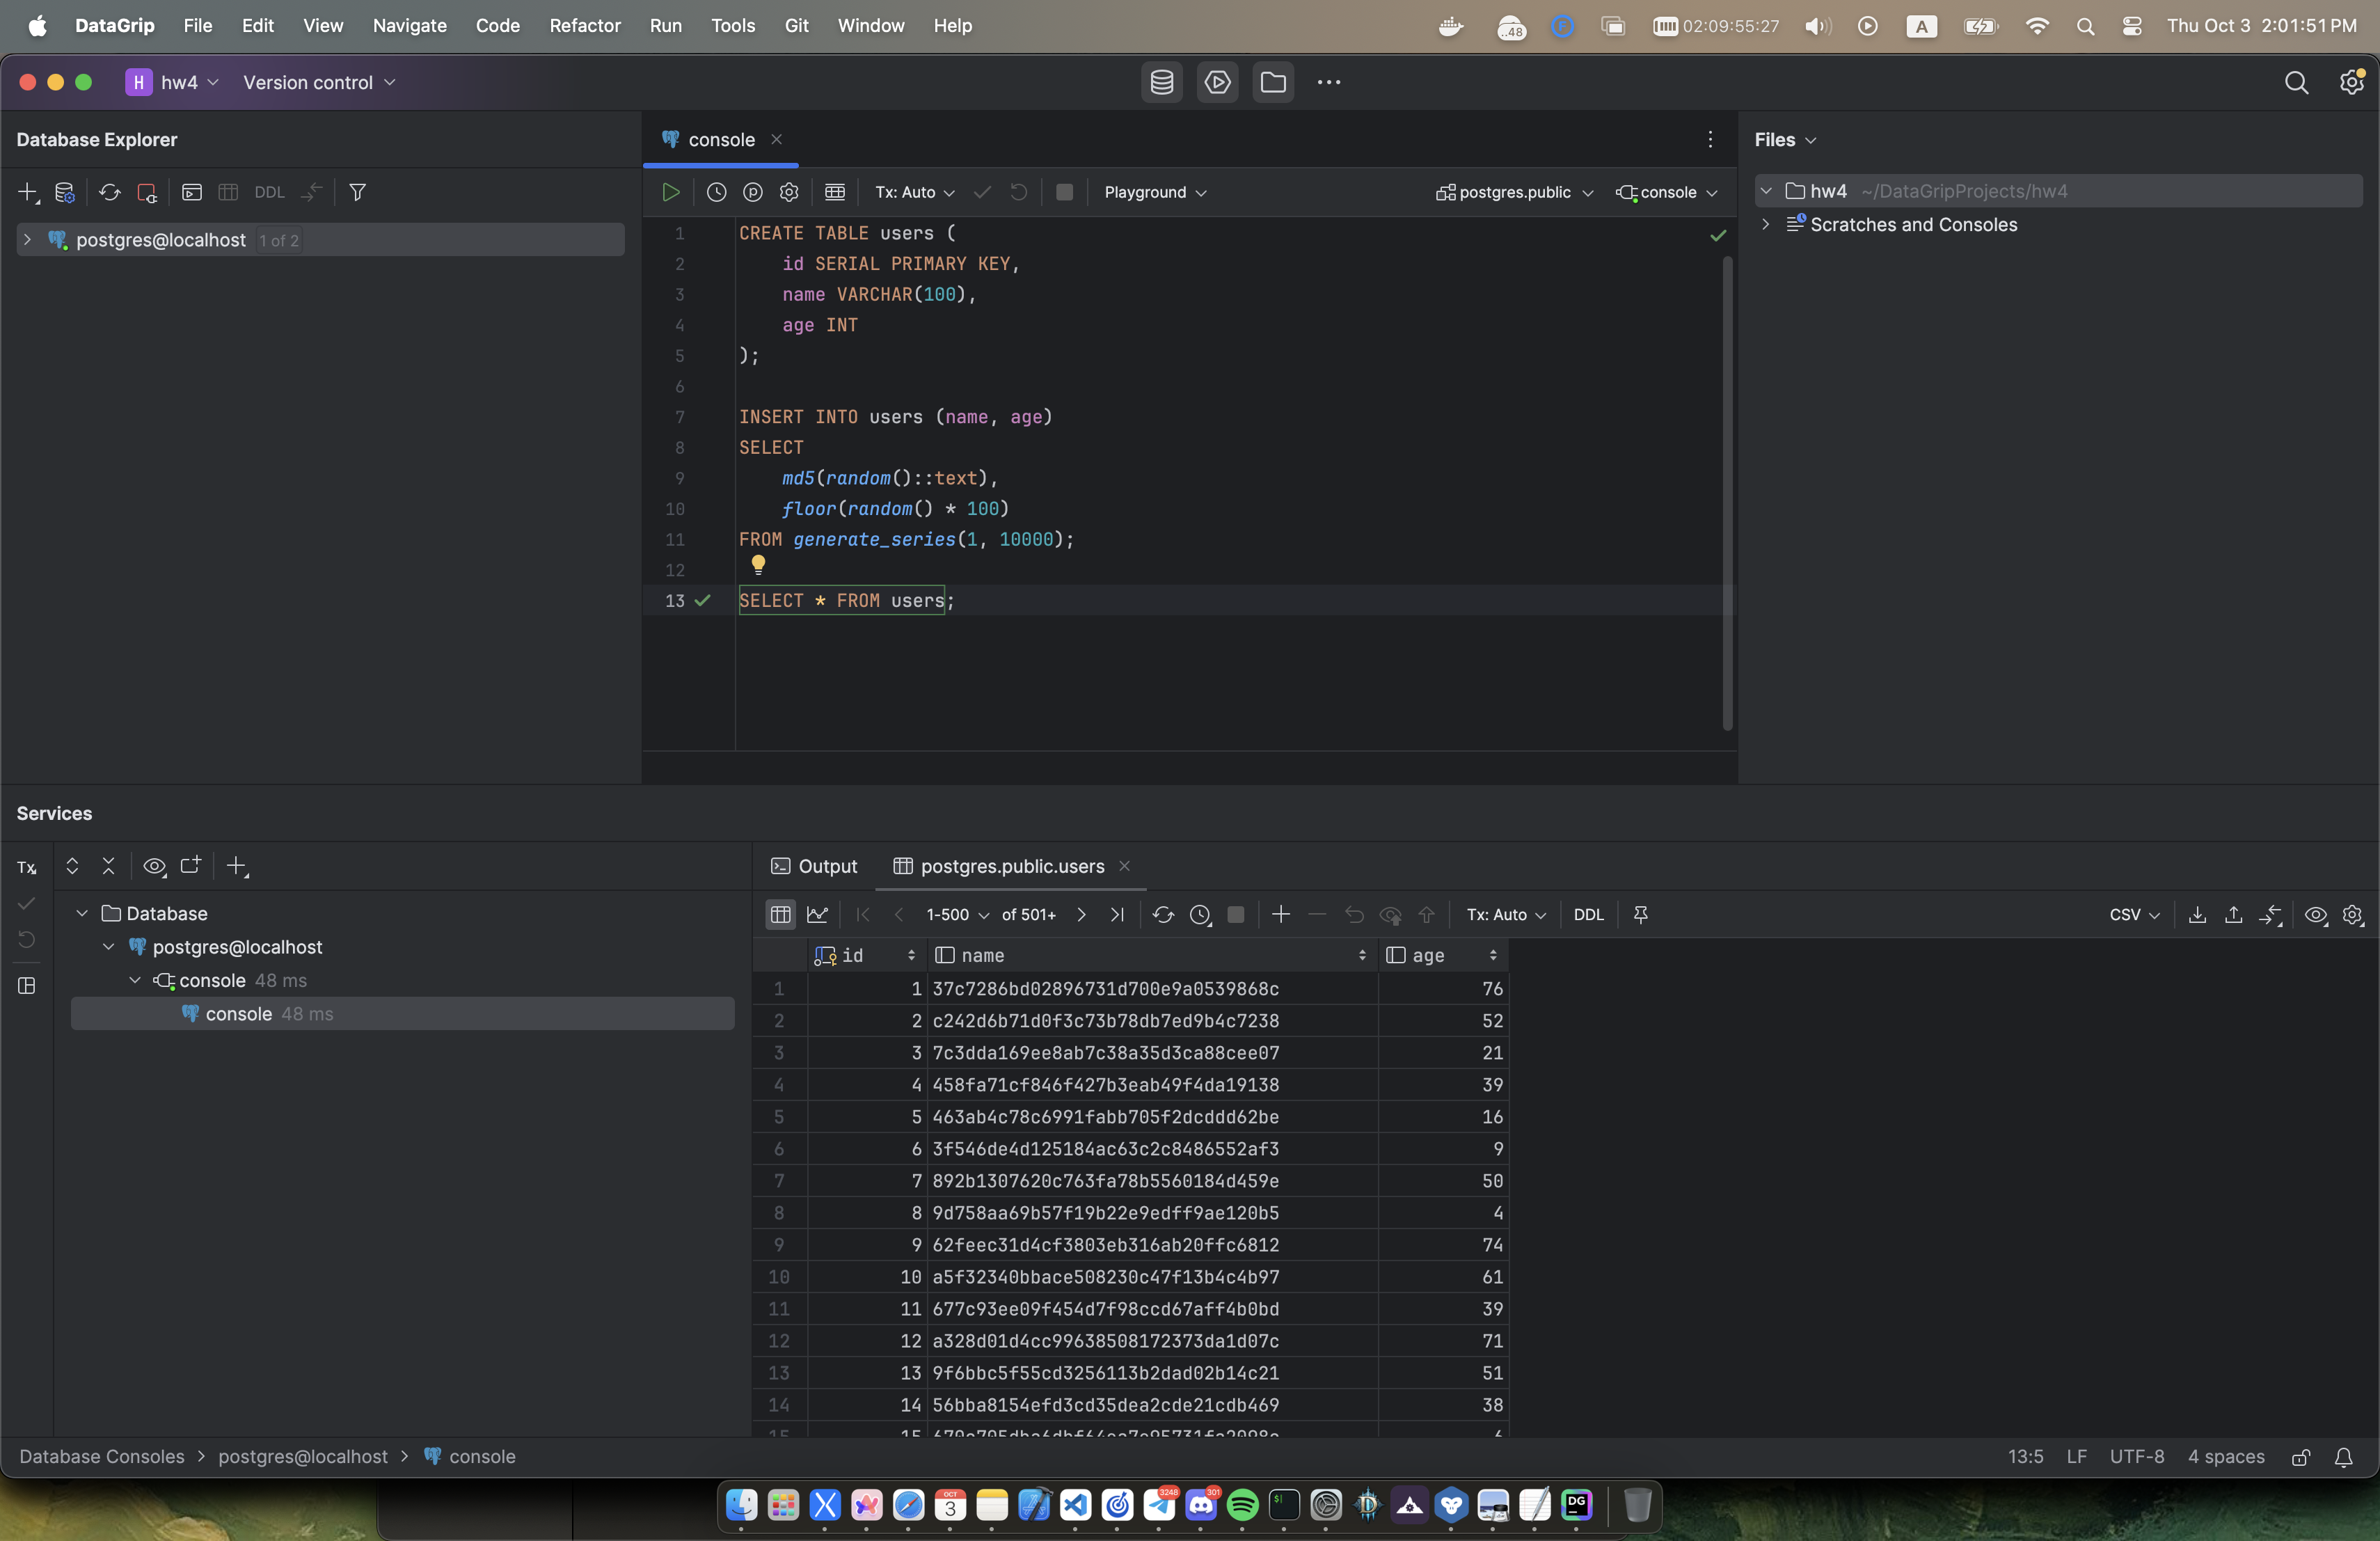 DataGrip File Edit View Navigate Code Refactor Run Tools Git Window Help ..48 02:09:55:27 A Thu Oct 3 2:01:51 PM
H hw4 Version control
Database Explorer
console
Files
DDL
Tx: Auto Playground postgres.public console
hw4 ~/DataGripProjects/hw4
postgres@localhost 1 of 2
Scratches and Consoles
1 CREATE TABLE users (
2 id SERIAL PRIMARY KEY,
3 name VARCHAR(100),
4 age INT
5 );
6
7 INSERT INTO users (name, age)
8 SELECT
9 md5(random()::text),
10 floor(random() * 100)
11 FROM generate_series(1, 10000);
12
13 SELECT * FROM users;
Services
Tx
Output postgres.public.users
Database
postgres@localhost
console 48 ms
console 48 ms
1-500 of 501+ Tx: Auto DDL CSV
id name age
1 1 37c7286bd02896731d700e9a0539868c 76
2 2 c242d6b71d0f3c73b78db7ed9b4c7238 52
3 3 7c3dda169ee8ab7c38a35d3ca88cee07 21
4 4 458fa71cf846f427b3eab49f4da19138 39
5 5 463ab4c78c6991fabb705f2dcddd62be 16
6 6 3f546de4d125184ac63c2c8486552af3 9
7 7 892b1307620c763fa78b5560184d459e 50
8 8 9d758aa69b57f19b22e9edff9ae120b5 4
9 9 62feec31d4cf3803eb316ab20ffc6812 74
10 10 a5f32340bbace508230c47f13b4c4b97 61
11 11 677c93ee09f454d7f98ccd67aff4b0bd 39
12 12 a328d01d4cc99638508172373da1d07c 71
13 13 9f6bbc5f55cd3256113b2dad02b14c21 51
14 14 56bba8154efd3cd35dea2cde21cdb469 38
15 15
Database Consoles > postgres@localhost > console 13:5 LF UTF-8 4 spaces
OCT 3 3248 301 $ DG